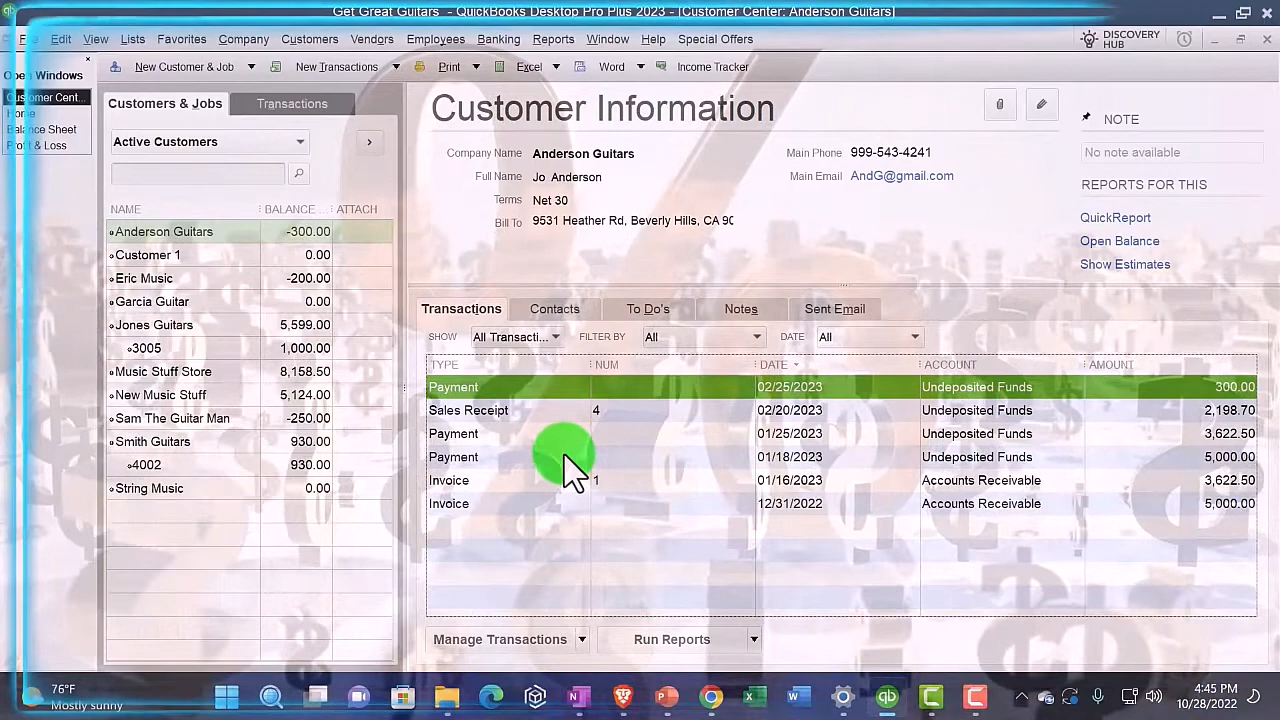 Get Great Guitars - QuickBooks Desktop Pro Plus 2023 - [Customer Center: Anderson Guitars]
Edit View Lists Favorites Company Customers Vendors Employees Banking Reports Window Help Special Offers
DISCOVERY HUB
Open Windows
Customer Cent...
Home
Balance Sheet
Profit & Loss
New Customer & Job New Transactions Print Excel Word Income Tracker
Customers & Jobs Transactions
Active Customers
NAME BALANCE ... ATTACH
Anderson Guitars -300.00
Customer 1 0.00
Eric Music -200.00
Garcia Guitar 0.00
Jones Guitars 5,599.00
3005 1,000.00
Music Stuff Store 8,158.50
New Music Stuff 5,124.00
Sam The Guitar Man -250.00
Smith Guitars 930.00
4002 930.00
String Music 0.00
Customer Information
Company Name Anderson Guitars
Full Name Jo Anderson
Terms Net 30
Bill To 9531 Heather Rd, Beverly Hills, CA 90
Main Phone 999-543-4241
Main Email AndG@gmail.com
NOTE
No note available
REPORTS FOR THIS
QuickReport
Open Balance
Show Estimates
Transactions Contacts To Do's Notes Sent Email
SHOW All Transacti... FILTER BY All DATE All
TYPE NUM DATE ACCOUNT AMOUNT
Payment 02/25/2023 Undeposited Funds 300.00
Sales Receipt 4 02/20/2023 Undeposited Funds 2,198.70
Payment 01/25/2023 Undeposited Funds 3,622.50
Payment 01/18/2023 Undeposited Funds 5,000.00
Invoice 1 01/16/2023 Accounts Receivable 3,622.50
Invoice 12/31/2022 Accounts Receivable 5,000.00
Manage Transactions Run Reports
76°F
Mostly sunny
4:45 PM
10/28/2022